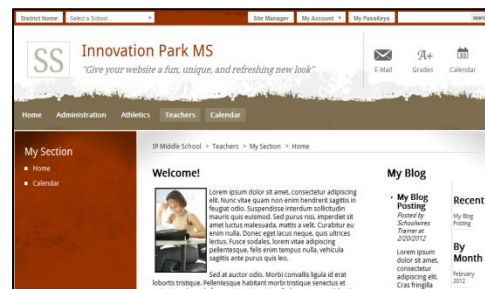 District Home
Select a School.
Site Manager
My Account
My PassKeys
SS
Innovation Park MS
"Give your website a fun, unique, and refreshing new look"
E-Mail
A+
Grades
Calendar
Home Administration Athletics Teachers Calendar
My Section
Home
Calendar
IP Middle School > Teachers > My Section > Home
Welcome!
Lorem ipsum dolor sit amet, consectetur adipiscing
elit. Nunc vitae quam non enim hendrerit sagittis in
feugiat odio. Suspendisse interdum sollicitudin
mauris quis euismod. Sed purus nisi, imperdiet sit
amet luctus malesuada, mattis a velit. Curabitur eu
enim nulla. Donec eget lacus neque, quis ultrices
lectus. Fusce sodales, lorem vitae adipiscing
pellentesque, felis enim tempus nulla, vehicula
sagittis ante purus quis leo.
Sed at auctor odio. Morbi convallis ligula id erat
lobortis tristique. Pellentesque habitant morbi tristique senectus et
My Blog
My Blog
Posting
Posted by
Schoolwires
Trainer at
2/20/2012
Lorem ipsum
dolor sit amet,
consectetur
adipiscing elit.
Cras fringilla
Recent
My Blog
Posting
By
Month
February
2012